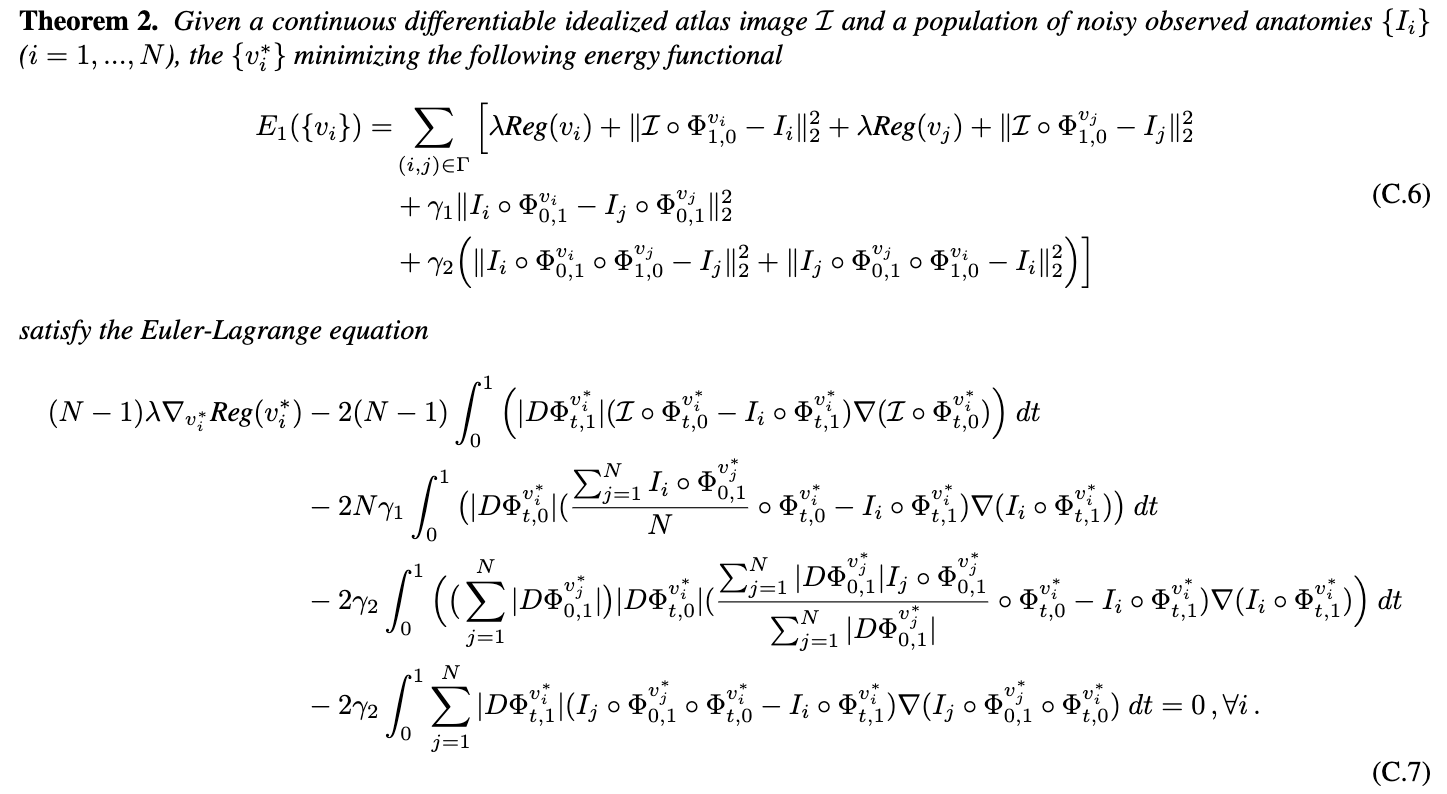 Theorem 2. Given a continuous differentiable idealized atlas image $\mathcal{I}$ and a population of noisy observed anatomies $\{I_i\}$
$(i = 1, ..., N)$, the $\{v_i^*\}$ minimizing the following energy functional
$E_1(\{v_i\}) = \sum_{(i,j)\in\Gamma} \Big[ \lambda Reg(v_i) + \|\mathcal{I} \circ \Phi_{1,0}^{v_i} - I_i\|_2^2 + \lambda Reg(v_j) + \|\mathcal{I} \circ \Phi_{1,0}^{v_j} - I_j\|_2^2$
$+ \gamma_1 \|I_i \circ \Phi_{0,1}^{v_i} - I_j \circ \Phi_{0,1}^{v_j}\|_2^2$ (C.6)
$+ \gamma_2 \Big( \|I_i \circ \Phi_{0,1}^{v_i} \circ \Phi_{1,0}^{v_j} - I_j\|_2^2 + \|I_j \circ \Phi_{0,1}^{v_j} \circ \Phi_{1,0}^{v_i} - I_i\|_2^2 \Big) \Big]$
satisfy the Euler-Lagrange equation
$(N - 1)\lambda \nabla_{v_i^*} Reg(v_i^*) - 2(N - 1) \int_0^1 \Big( |D\Phi_{t,1}^{v_i^*}| (\mathcal{I} \circ \Phi_{t,0}^{v_i^*} - I_i \circ \Phi_{t,1}^{v_i^*}) \nabla (\mathcal{I} \circ \Phi_{t,0}^{v_i^*}) \Big) \, dt$
$- 2N\gamma_1 \int_0^1 \big( |D\Phi_{t,0}^{v_i^*}| (\frac{\sum_{j=1}^N I_i \circ \Phi_{0,1}^{v_j^*}}{N} \circ \Phi_{t,0}^{v_i^*} - I_i \circ \Phi_{t,1}^{v_i^*}) \nabla (I_i \circ \Phi_{t,1}^{v_i^*}) \big) \, dt$
$- 2\gamma_2 \int_0^1 \Big( (\sum_{j=1}^N |D\Phi_{0,1}^{v_j^*}|) |D\Phi_{t,0}^{v_i^*}| (\frac{\sum_{j=1}^N |D\Phi_{0,1}^{v_j^*}| I_j \circ \Phi_{0,1}^{v_j^*}}{\sum_{j=1}^N |D\Phi_{0,1}^{v_j^*}|} \circ \Phi_{t,0}^{v_i^*} - I_i \circ \Phi_{t,1}^{v_i^*}) \nabla (I_i \circ \Phi_{t,1}^{v_i^*}) \Big) \, dt$
$- 2\gamma_2 \int_0^1 \sum_{j=1}^N |D\Phi_{t,1}^{v_i^*}| (I_j \circ \Phi_{0,1}^{v_j^*} \circ \Phi_{t,0}^{v_i^*} - I_i \circ \Phi_{t,1}^{v_i^*}) \nabla (I_j \circ \Phi_{0,1}^{v_j^*} \circ \Phi_{t,0}^{v_i^*}) \, dt = 0 \, , \forall i \, .$
(C.7)